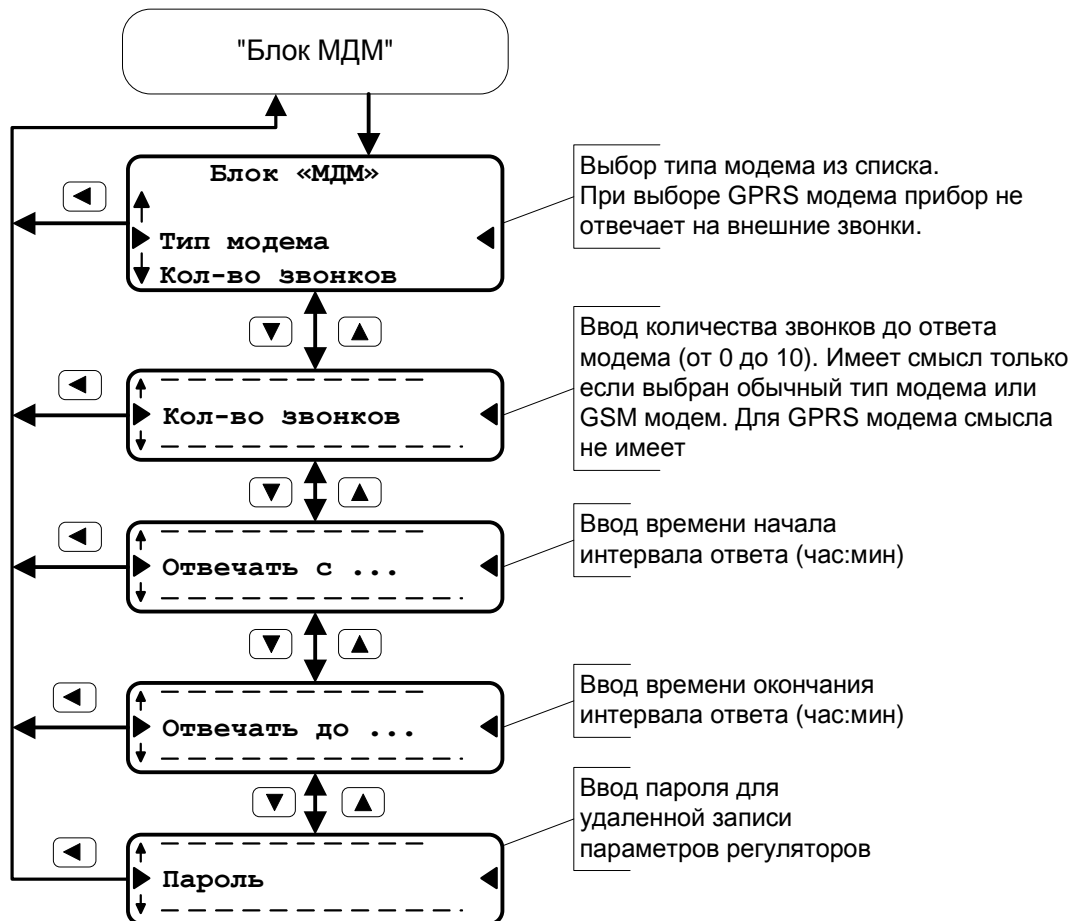 "Блок МДМ"
Блок «МДМ»
Тип модема
Кол-во звонков
Выбор типа модема из списка.
При выборе GPRS модема прибор не
отвечает на внешние звонки.
Кол-во звонков
Ввод количества звонков до ответа
модема (от 0 до 10). Имеет смысл только
если выбран обычный тип модема или
GSM модем. Для GPRS модема смысла
не имеет
Отвечать с ...
Ввод времени начала
интервала ответа (час:мин)
Отвечать до ...
Ввод времени окончания
интервала ответа (час:мин)
Пароль
Ввод пароля для
удаленной записи
параметров регуляторов